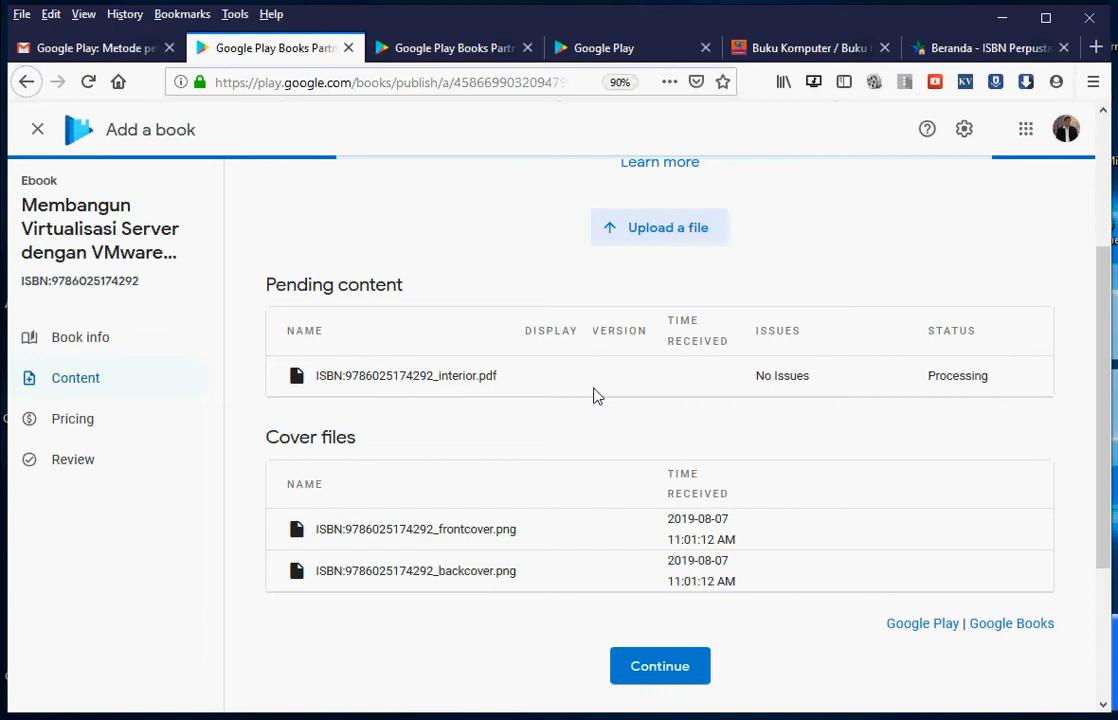 File Edit View History Bookmarks Tools Help
Google Play: Metode pe
Google Play Books Partn
Google Play Books Partn
Google Play
Buku Komputer / Buku
Beranda - ISBN Perpusta
https://play.google.com/books/publish/a/458669903209479
90%
Add a book
Ebook
Membangun
Virtualisasi Server
dengan VMware...
ISBN:9786025174292
Book info
Content
Pricing
Review
Learn more
Upload a file
Pending content
NAME DISPLAY VERSION TIME RECEIVED ISSUES STATUS
ISBN:9786025174292_interior.pdf No Issues Processing
Cover files
NAME TIME RECEIVED
ISBN:9786025174292_frontcover.png 2019-08-07 11:01:12 AM
ISBN:9786025174292_backcover.png 2019-08-07 11:01:12 AM
Google Play | Google Books
Continue